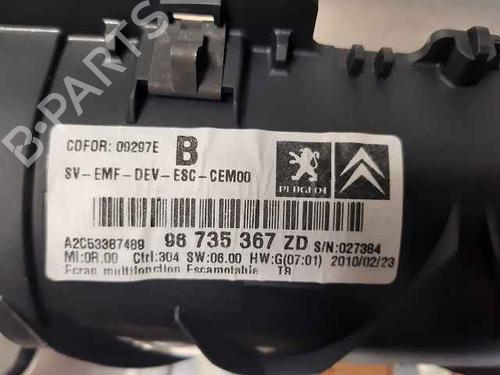 B-PARTS
COFOR: 09297E B
SV-EMF-DEV-ESC-CEM00
PEUGEOT
A2C53387489 96 735 367 ZD S/N:027384
MI:0R.00 Ctrl:304 SW:06.00 HW:G(07:01) 2010/02/23
Ecran multifonction Escamotable TB